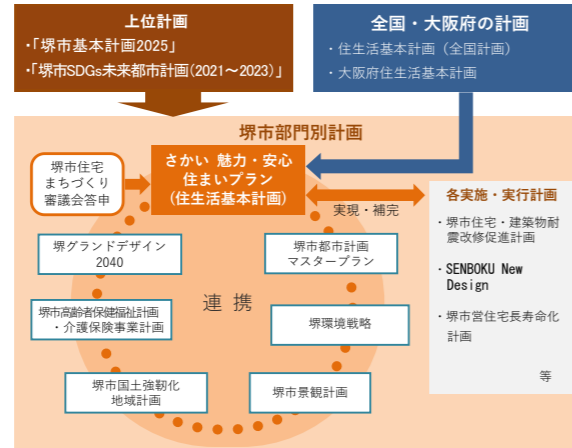 上位計画
・「堺市基本計画2025」
・「堺市SDGs未来都市計画(2021～2023)」
全国・大阪府の計画
・住生活基本計画（全国計画）
・大阪府住生活基本計画
堺市部門別計画
堺市住宅
まちづくり
審議会答申
さかい 魅力・安心
住まいプラン
(住生活基本計画)
実現・補完
各実施・実行計画
・堺市住宅・建築物耐
震改修促進計画
・SENBOKU New
Design
・堺市営住宅長寿命化
計画
等
堺グランドデザイン
2040
堺市都市計画
マスタープラン
連 携
堺市高齢者保健福祉計画
・介護保険事業計画
堺環境戦略
堺市国土強靭化
地域計画
堺市景観計画